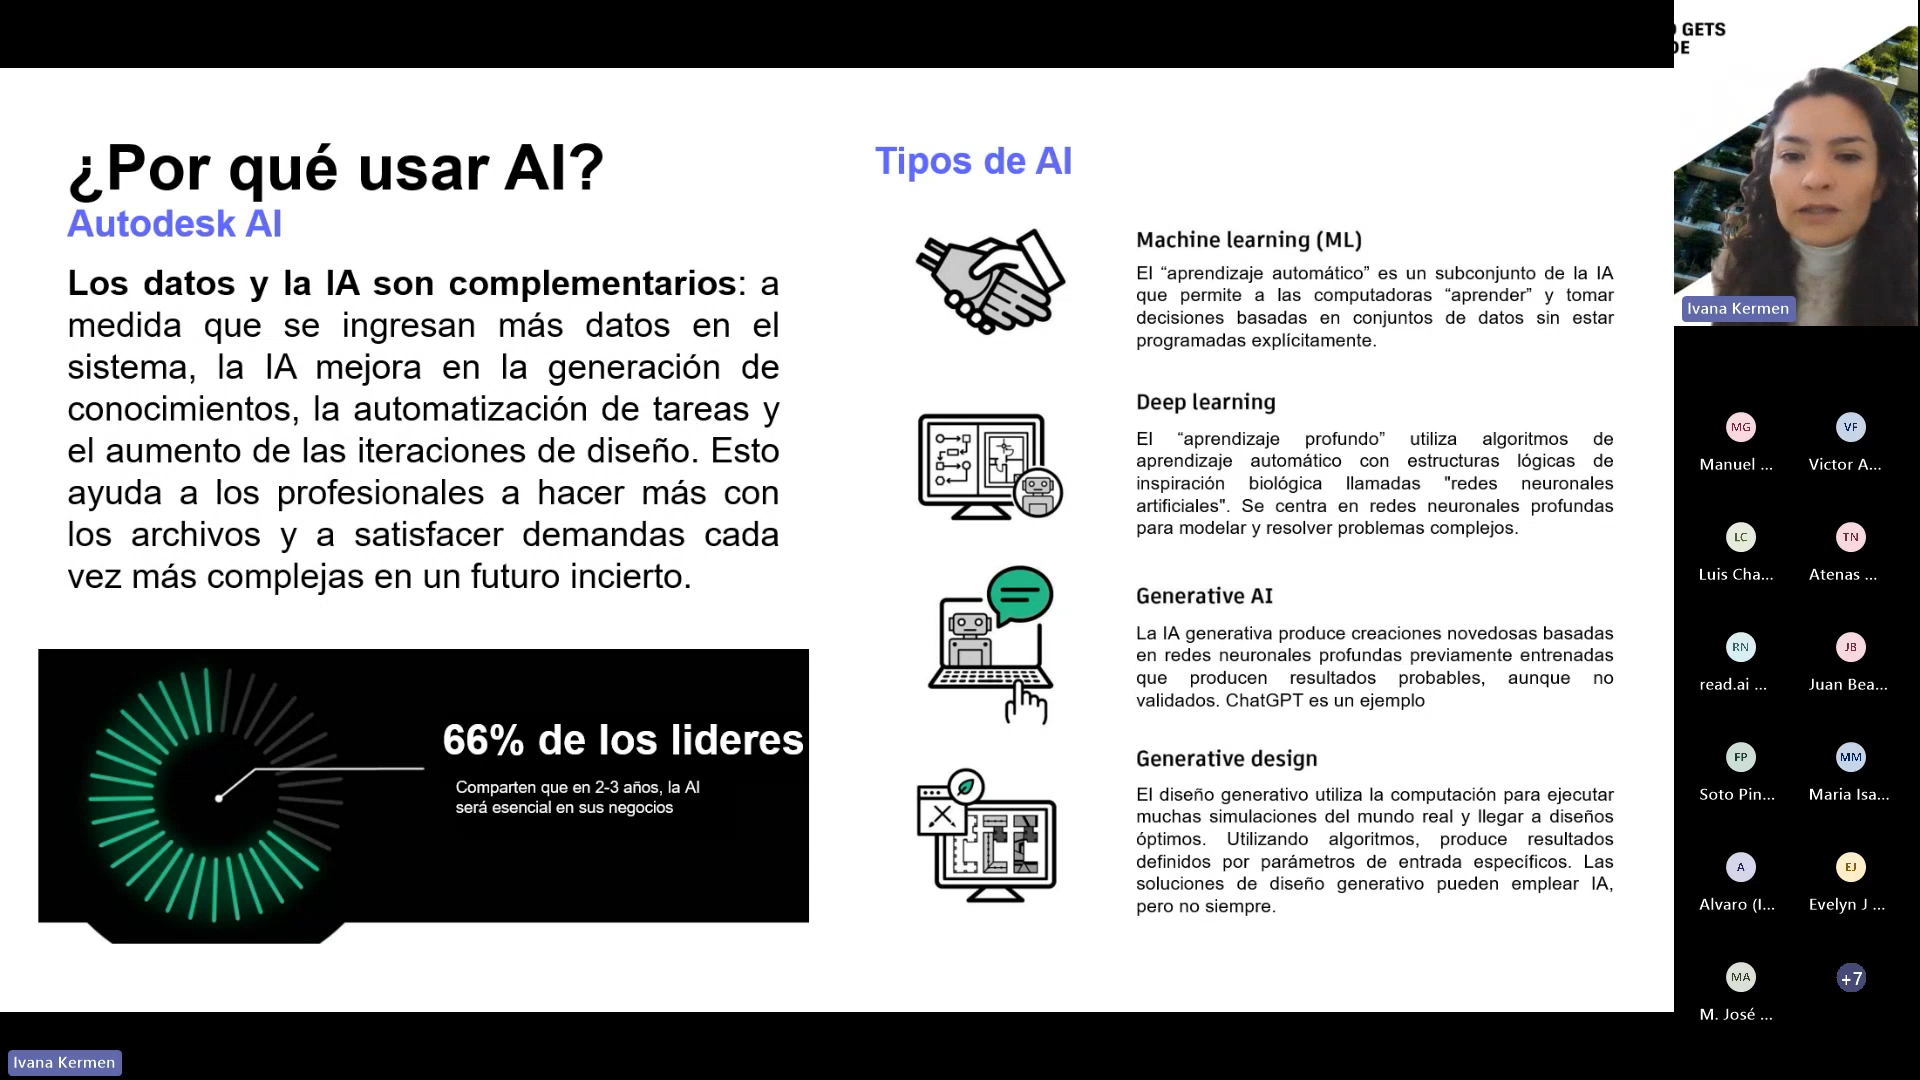 ¿Por qué usar AI?
Autodesk AI
Los datos y la IA son complementarios: a
medida que se ingresan más datos en el
sistema, la IA mejora en la generación de
conocimientos, la automatización de tareas y
el aumento de las iteraciones de diseño. Esto
ayuda a los profesionales a hacer más con
los archivos y a satisfacer demandas cada
vez más complejas en un futuro incierto.
66% de los lideres
Comparten que en 2-3 años, la AI
será esencial en sus negocios
Tipos de AI
Machine learning (ML)
El “aprendizaje automático” es un subconjunto de la IA
que permite a las computadoras “aprender” y tomar
decisiones basadas en conjuntos de datos sin estar
programadas explícitamente.
Deep learning
El “aprendizaje profundo” utiliza algoritmos de
aprendizaje automático con estructuras lógicas de
inspiración biológica llamadas "redes neuronales
artificiales". Se centra en redes neuronales profundas
para modelar y resolver problemas complejos.
Generative AI
La IA generativa produce creaciones novedosas basadas
en redes neuronales profundas previamente entrenadas
que producen resultados probables, aunque no
validados. ChatGPT es un ejemplo
Generative design
El diseño generativo utiliza la computación para ejecutar
muchas simulaciones del mundo real y llegar a diseños
óptimos. Utilizando algoritmos, produce resultados
definidos por parámetros de entrada específicos. Las
soluciones de diseño generativo pueden emplear IA,
pero no siempre.
GETS
DE
Ivana Kermen
MG
VF
Manuel ...
Victor A...
LC
TN
Luis Cha...
Atenas ...
RN
JB
read.ai ...
Juan Bea...
FP
MM
Soto Pin...
Maria Isa...
A
EJ
Alvaro (I...
Evelyn J ...
MA
+7
M. José ...
Ivana Kermen